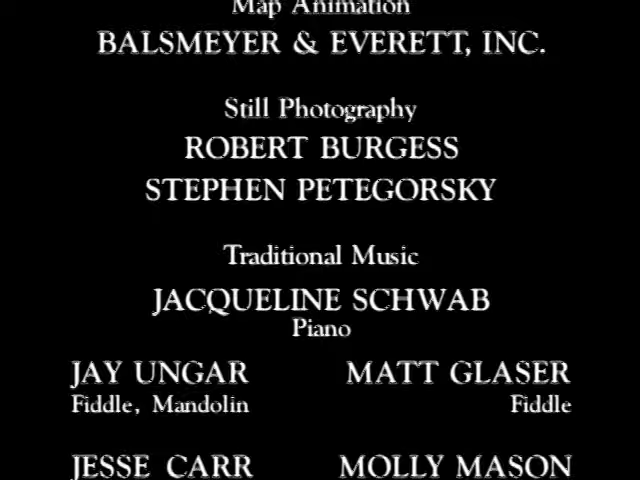 Map Animation
BALSMEYER & EVERETT, INC.
Still Photography
ROBERT BURGESS
STEPHEN PETEGORSKY
Traditional Music
JACQUELINE SCHWAB
Piano
JAY UNGAR MATT GLASER
Fiddle, Mandolin Fiddle
JESSE CARR MOLLY MASON